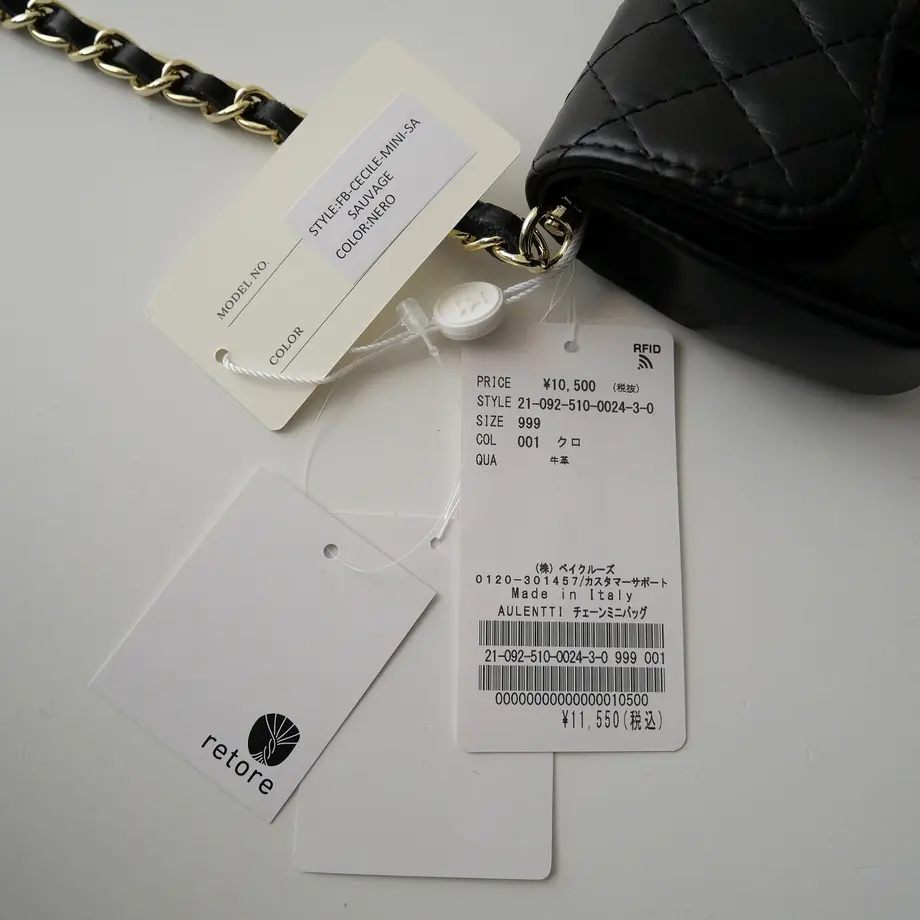 STYLE:FB-CECILE-MINI-SA
SAUVAGE
COLOR:NERO
MODEL NO.
COLOR
RFID
PRICE ¥10,500 (税抜)
STYLE 21-092-510-0024-3-0
SIZE 999
COL 001 クロ
QUA 牛革
(株) ベイクルーズ
0120-301457/カスタマーサポート
Made in Italy
AULENTTI チェーンミニバッグ
21-092-510-0024-3-0 999 001
00000000000000010500
¥11,550(税込)
retore